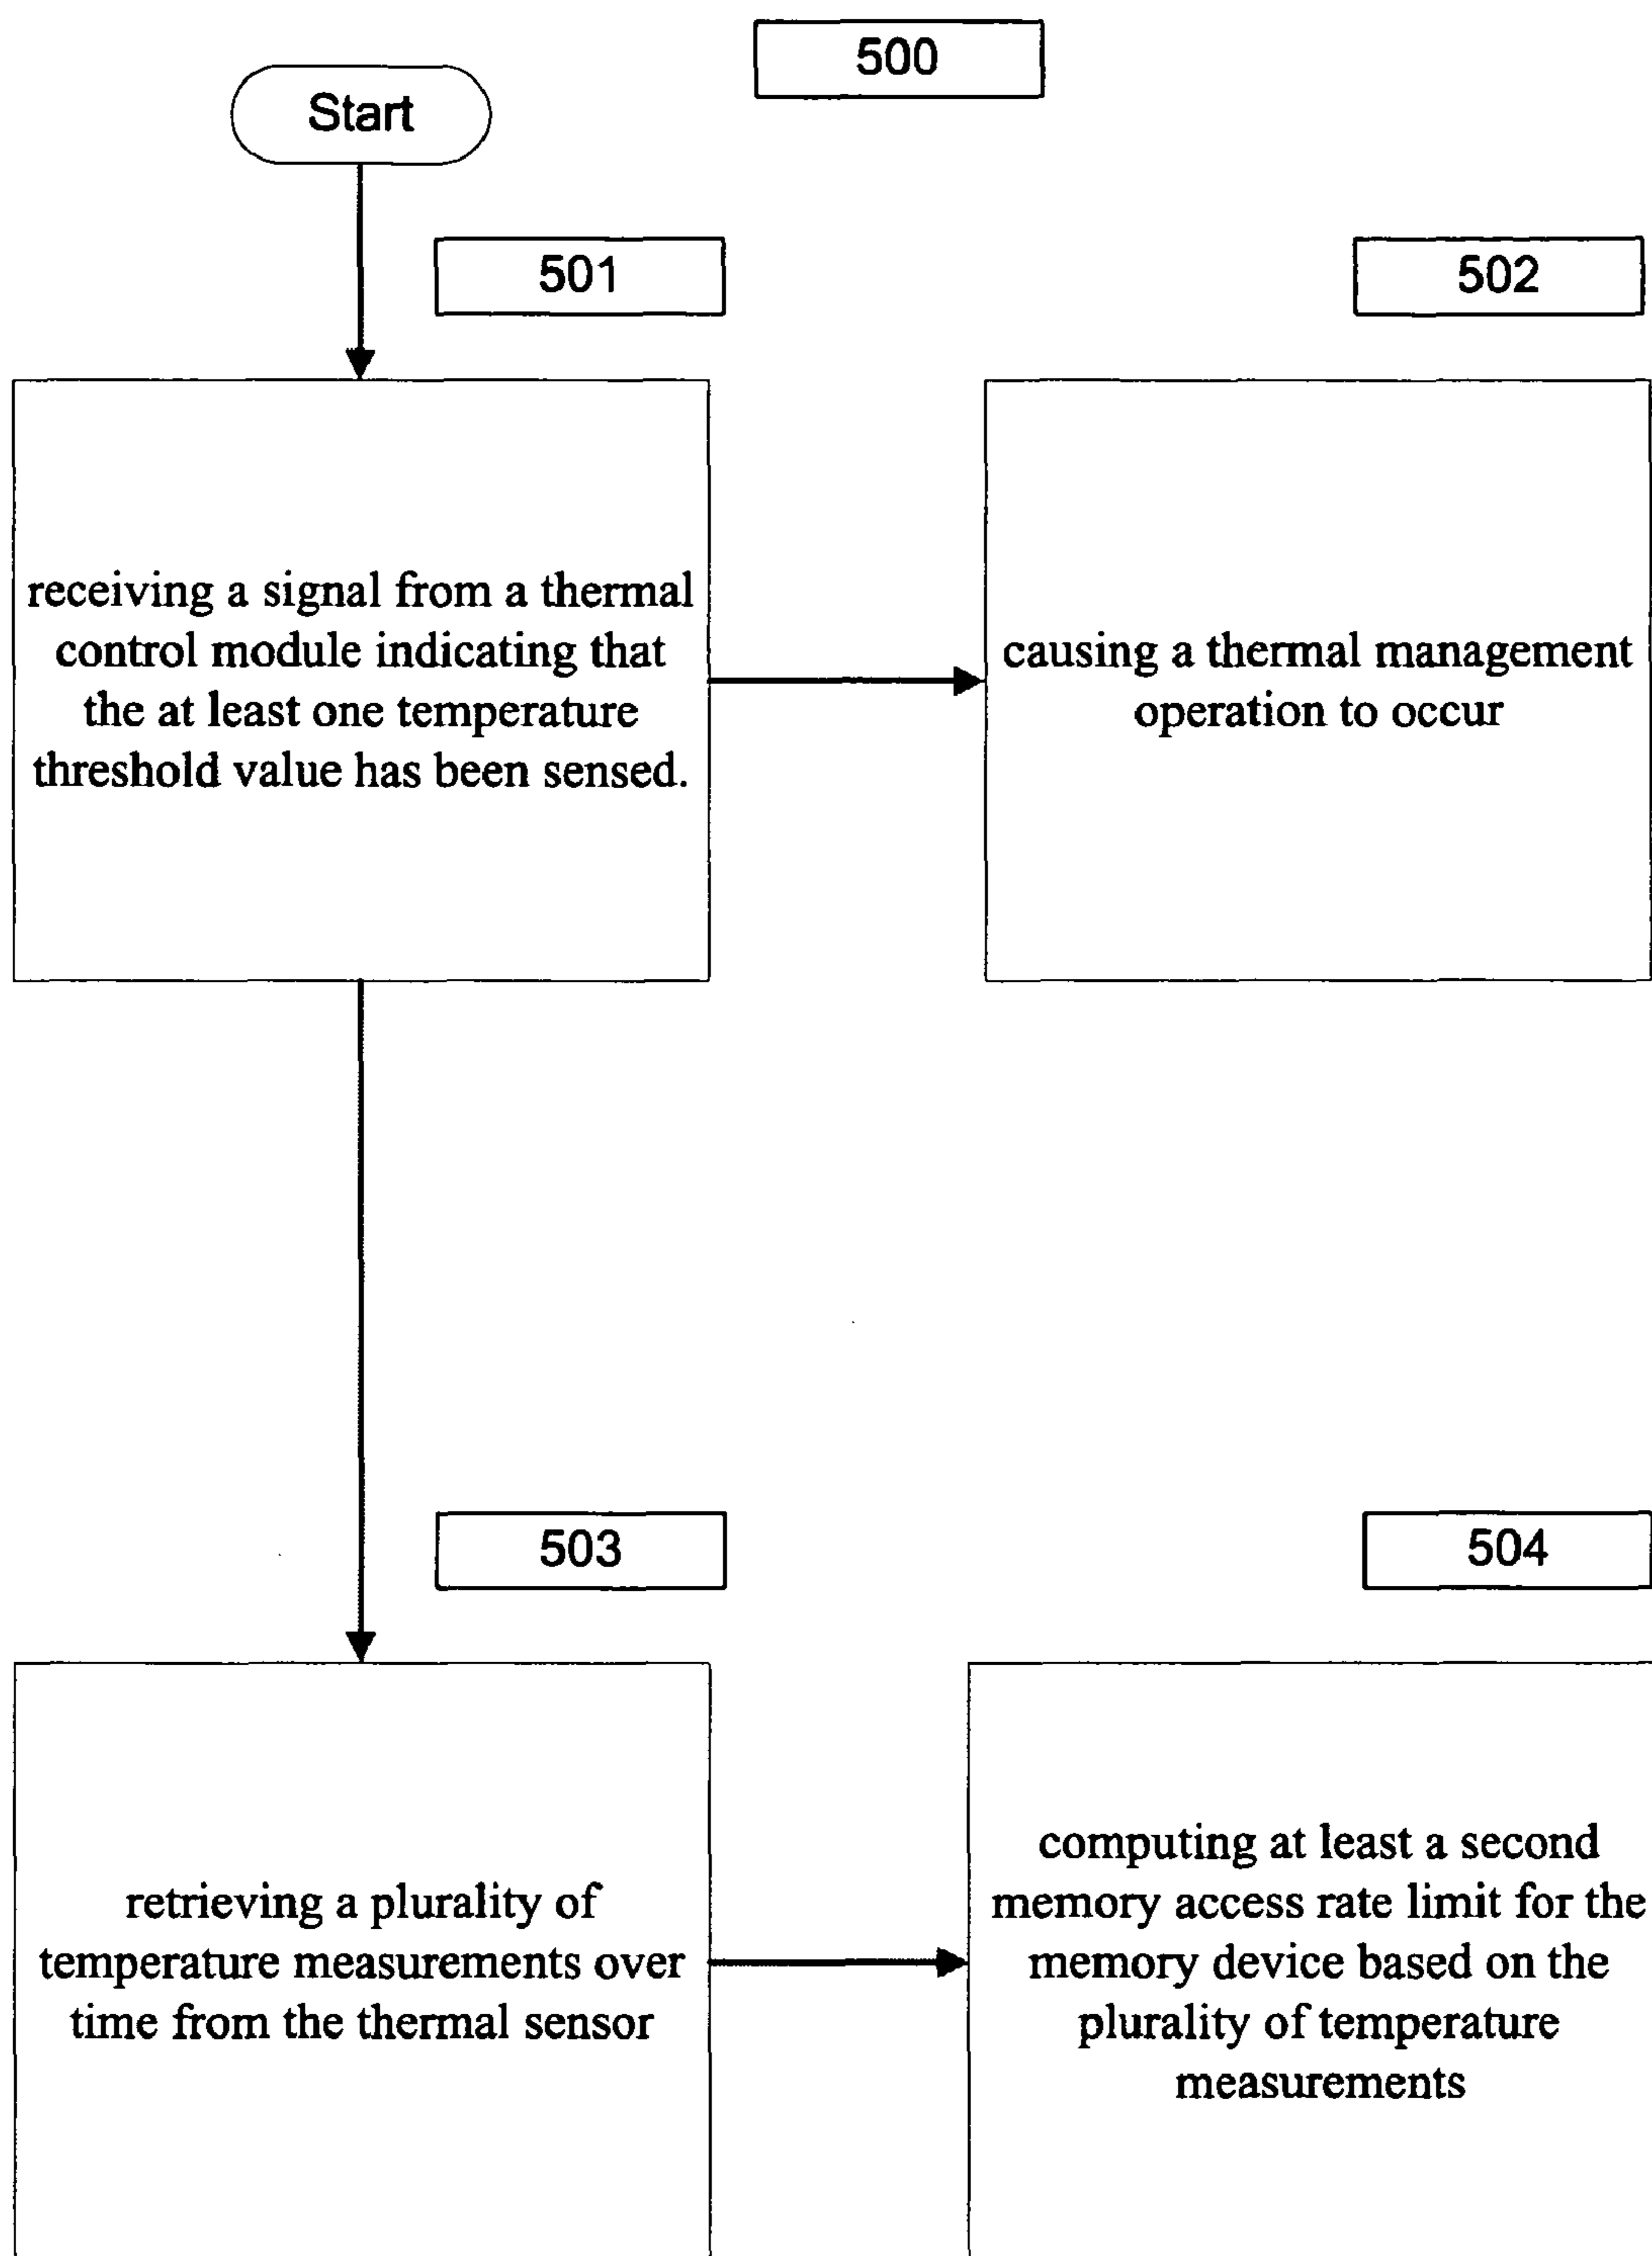 500
Start
501
502
receiving a signal from a thermal
control module indicating that
the at least one temperature
threshold value has been sensed.
causing a thermal management
operation to occur
503
504
retrieving a plurality of
temperature measurements over
time from the thermal sensor
computing at least a second
memory access rate limit for the
memory device based on the
plurality of temperature
measurements